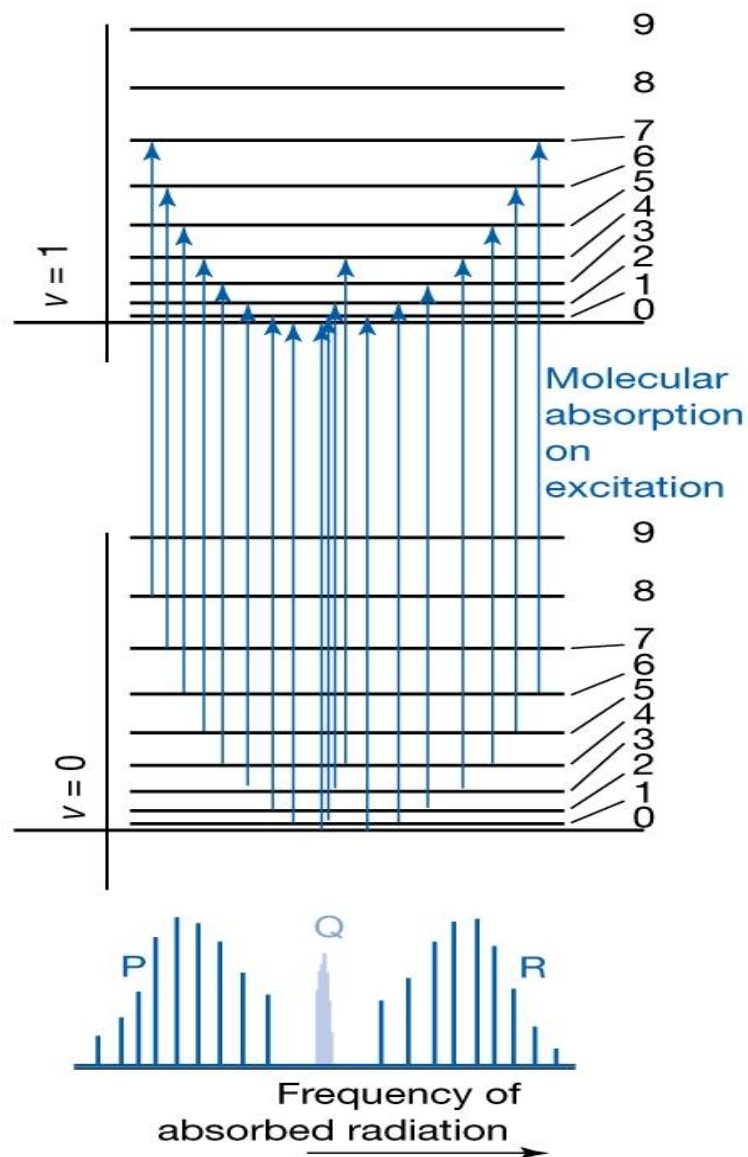 9
8
7
6
5
4
3
2
1
0
v = 1
Molecular
absorption
on
excitation
9
8
7
6
5
4
3
2
1
0
v = 0
P
Q
R
Frequency of
absorbed radiation